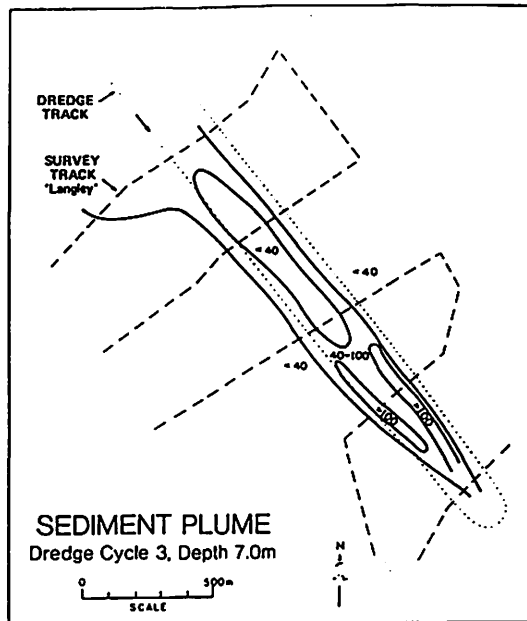 DREDGE
TRACK
SURVEY
TRACK
"Langley"
<40
<40
<40
40-100
>100
>100
SEDIMENT PLUME
Dredge Cycle 3, Depth 7.0m
N
0 500m
SCALE